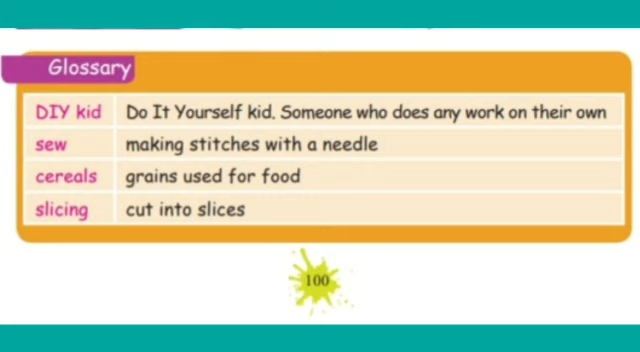 Glossary
DIY kid Do It Yourself kid. Someone who does any work on their own
sew making stitches with a needle
cereals grains used for food
slicing cut into slices
100